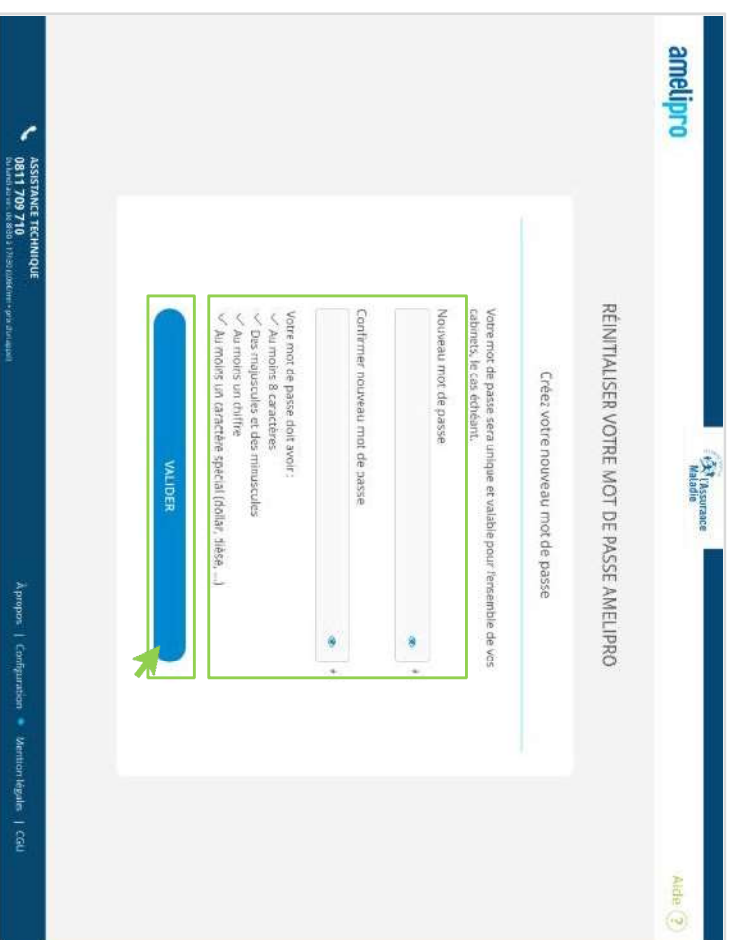 amelipro
l'Assurance
Maladie
Aide ?
RÉINITIALISER VOTRE MOT DE PASSE AMELIPRO
Créez votre nouveau mot de passe
Votre mot de passe sera unique et valable pour l'ensemble de vos
cabinets, le cas échéant.
Nouveau mot de passe
*
Confirmer nouveau mot de passe
*
Votre mot de passe doit avoir :
✓ Au moins 8 caractères
✓ Des majuscules et des minuscules
✓ Au moins un chiffre
✓ Au moins un caractère spécial (dollar, dièse, ...)
VALIDER
ASSISTANCE TECHNIQUE
0811 709 710
À propos | Configuration Mention légales | CGU